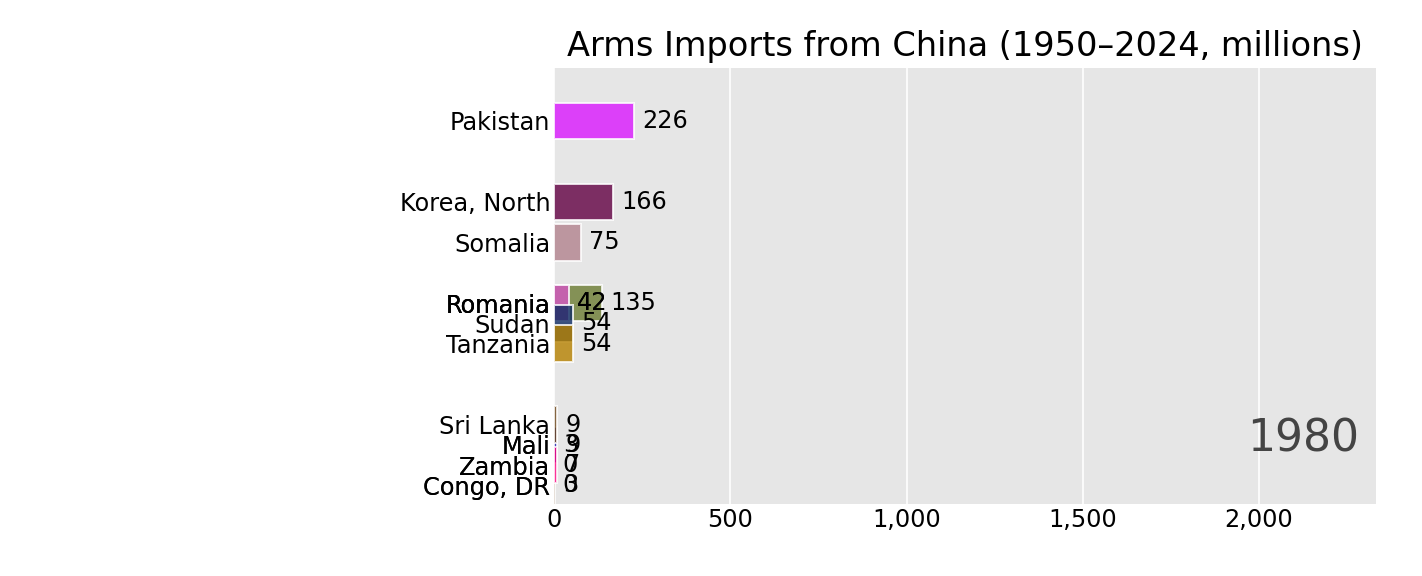 Arms Imports from China (1950–2024, millions)
Pakistan 226
Korea, North 166
Somalia 75
Romania 42 135
Sudan 54
Tanzania 54
Sri Lanka 9
Mali 9
Zambia 0
Congo, DR 3
1980
0 500 1,000 1,500 2,000